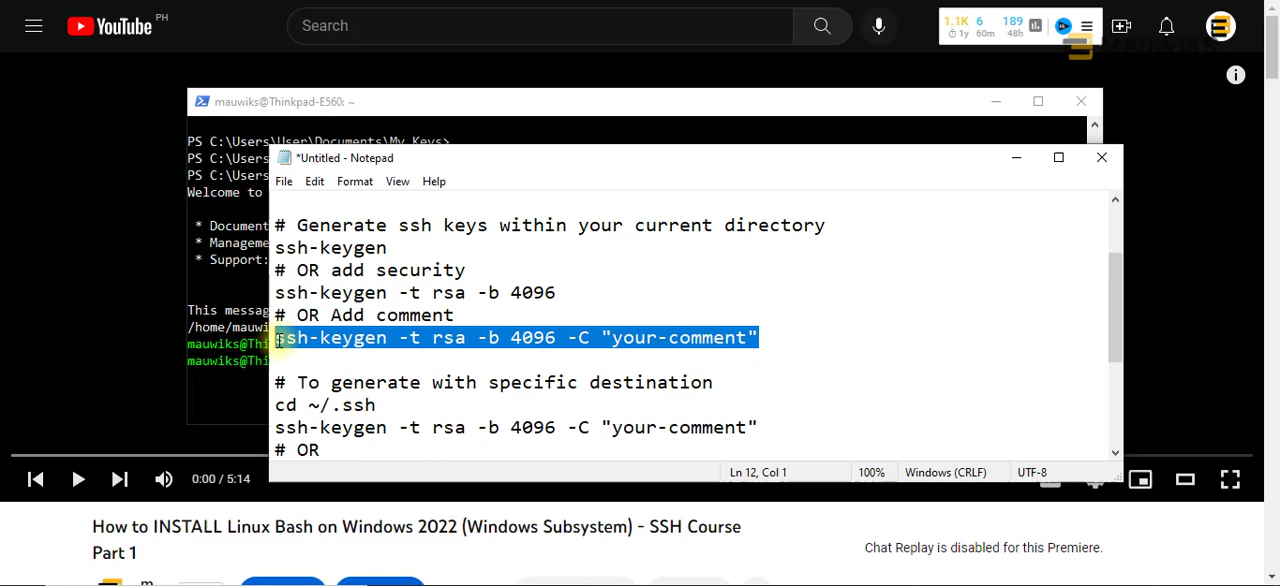 YouTube PH
Search
1.1K 6 189
1y 60m 48h
MAUWIKS
mauwiks@Thinkpad-E560: ~
PS C:\Users\User\Documents\My Keys>
PS C:\Users
PS C:\Users
Welcome to
* Document
* Manageme
* Support:
This messag
/home/mauwi
mauwiks@Thi
mauwiks@Thi
*Untitled - Notepad
File Edit Format View Help
# Generate ssh keys within your current directory
ssh-keygen
# OR add security
ssh-keygen -t rsa -b 4096
# OR Add comment
ssh-keygen -t rsa -b 4096 -C "your-comment"
# To generate with specific destination
cd ~/.ssh
ssh-keygen -t rsa -b 4096 -C "your-comment"
# OR
Ln 12, Col 1 100% Windows (CRLF) UTF-8
0:00 / 5:14
How to INSTALL Linux Bash on Windows 2022 (Windows Subsystem) - SSH Course
Part 1
Chat Replay is disabled for this Premiere.